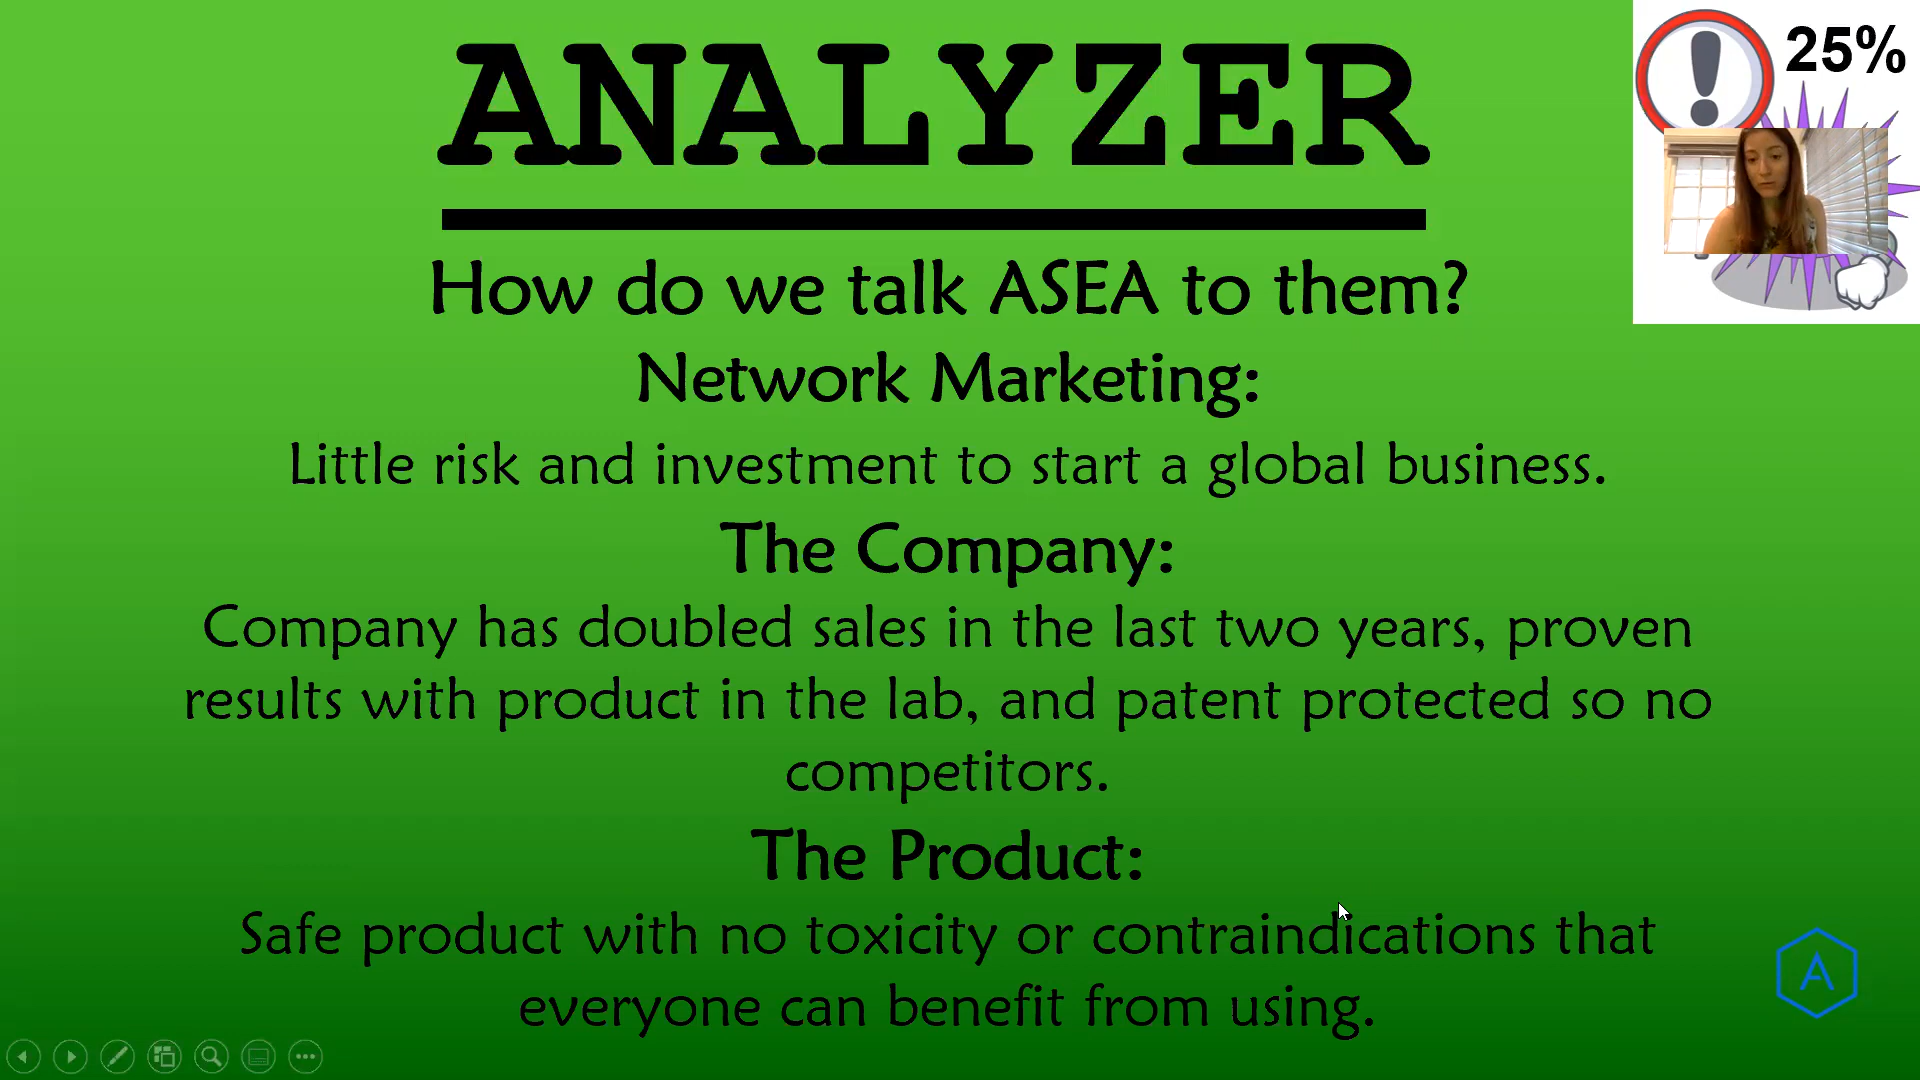 ANALYZER
25%
How do we talk ASEA to them?
Network Marketing:
Little risk and investment to start a global business.
The Company:
Company has doubled sales in the last two years, proven
results with product in the lab, and patent protected so no
competitors.
The Product:
Safe product with no toxicity or contraindications that
everyone can benefit from using.
A